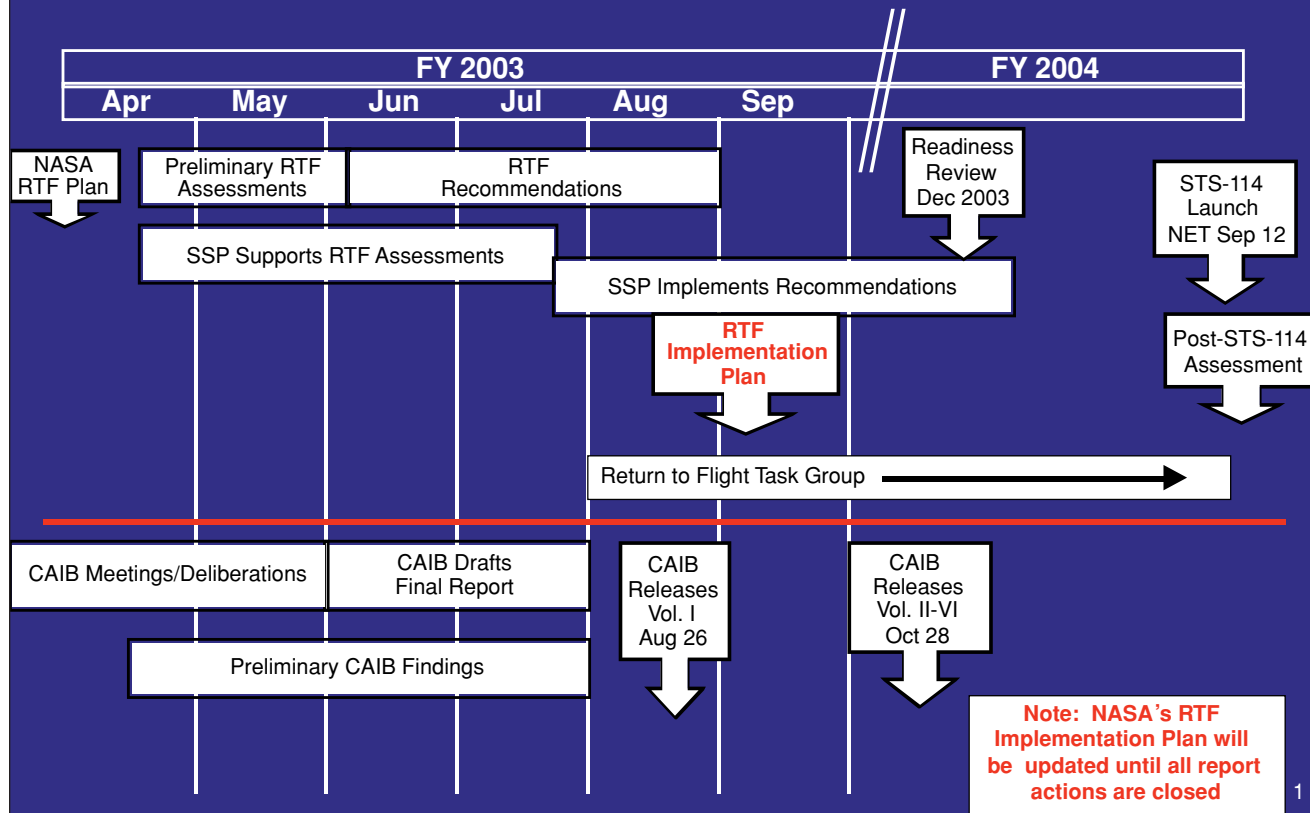 FY 2003
FY 2004
Apr May Jun Jul Aug Sep
NASA
RTF Plan
Preliminary RTF
Assessments
RTF
Recommendations
Readiness
Review
Dec 2003
STS-114
Launch
NET Sep 12
SSP Supports RTF Assessments
SSP Implements Recommendations
RTF
Implementation
Plan
Post-STS-114
Assessment
Return to Flight Task Group
CAIB Meetings/Deliberations
CAIB Drafts
Final Report
CAIB
Releases
Vol. I
Aug 26
CAIB
Releases
Vol. II-VI
Oct 28
Preliminary CAIB Findings
Note: NASA's RTF
Implementation Plan will
be updated until all report
actions are closed
1